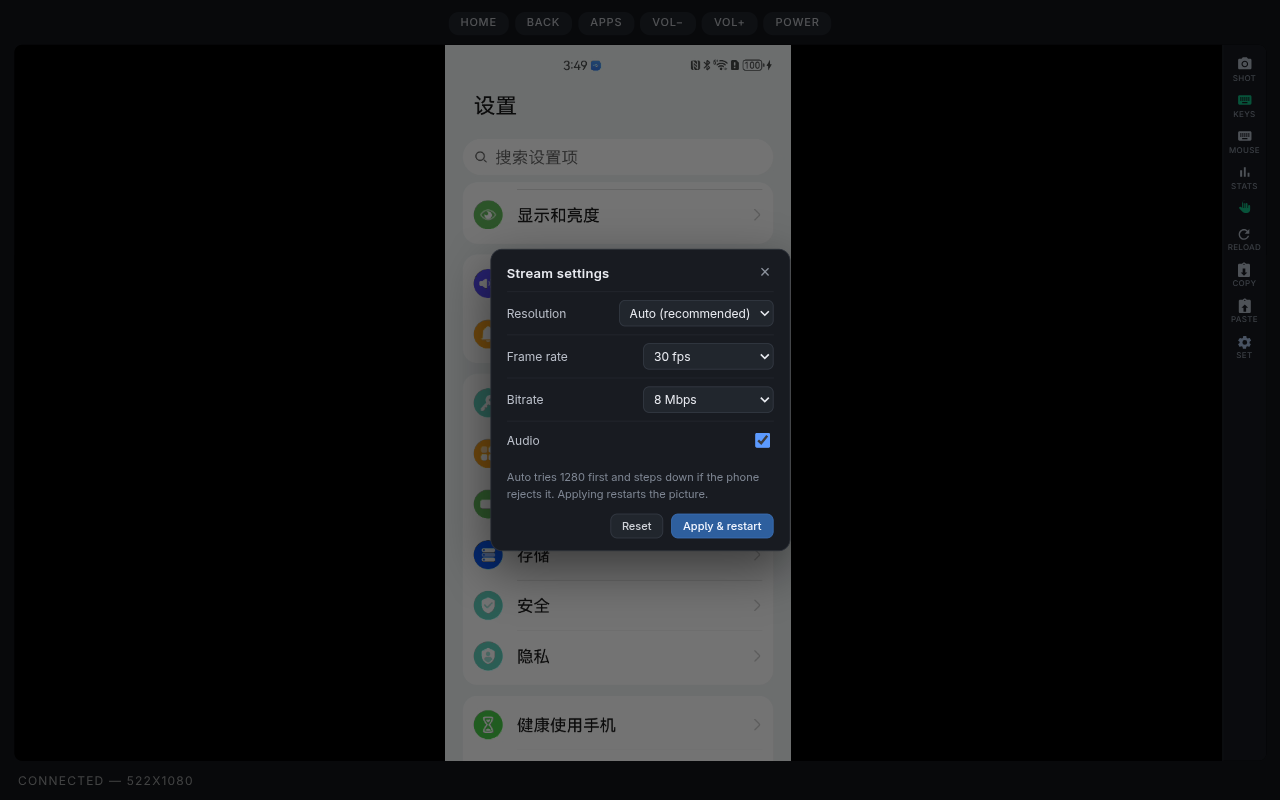 HOME BACK APPS VOL– VOL+ POWER
3:49
100
设置
搜索设置项
显示和亮度
Stream settings
Resolution Auto (recommended)
Frame rate 30 fps
Bitrate 8 Mbps
Audio
Auto tries 1280 first and steps down if the phone
rejects it. Applying restarts the picture.
Reset Apply & restart
存储
安全
隐私
健康使用手机
SHOT
KEYS
MOUSE
STATS
RELOAD
COPY
PASTE
SET
CONNECTED — 522X1080